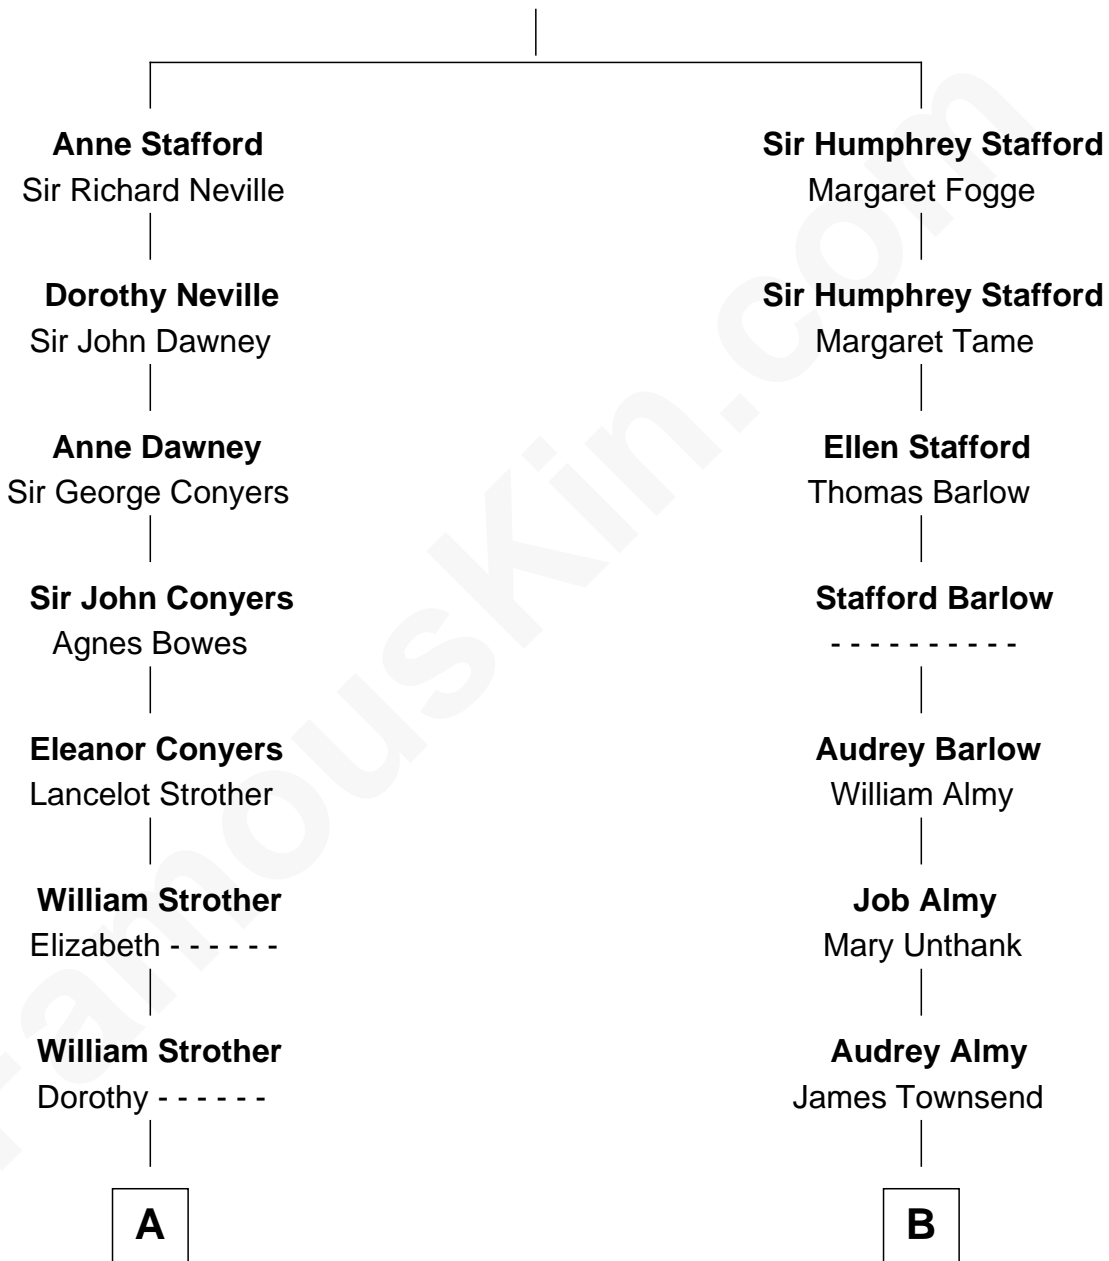 Anne Stafford
Sir Richard Neville
Dorothy Neville
Sir John Dawney
Anne Dawney
Sir George Conyers
Sir John Conyers
Agnes Bowes
Eleanor Conyers
Lancelot Strother
William Strother
Elizabeth - - - - - -
William Strother
Dorothy - - - - - -
A
Sir Humphrey Stafford
Margaret Fogge
Sir Humphrey Stafford
Margaret Tame
Ellen Stafford
Thomas Barlow
Stafford Barlow
- - - - - - - - - -
Audrey Barlow
William Almy
Job Almy
Mary Unthank
Audrey Almy
James Townsend
B
FamousKin.com